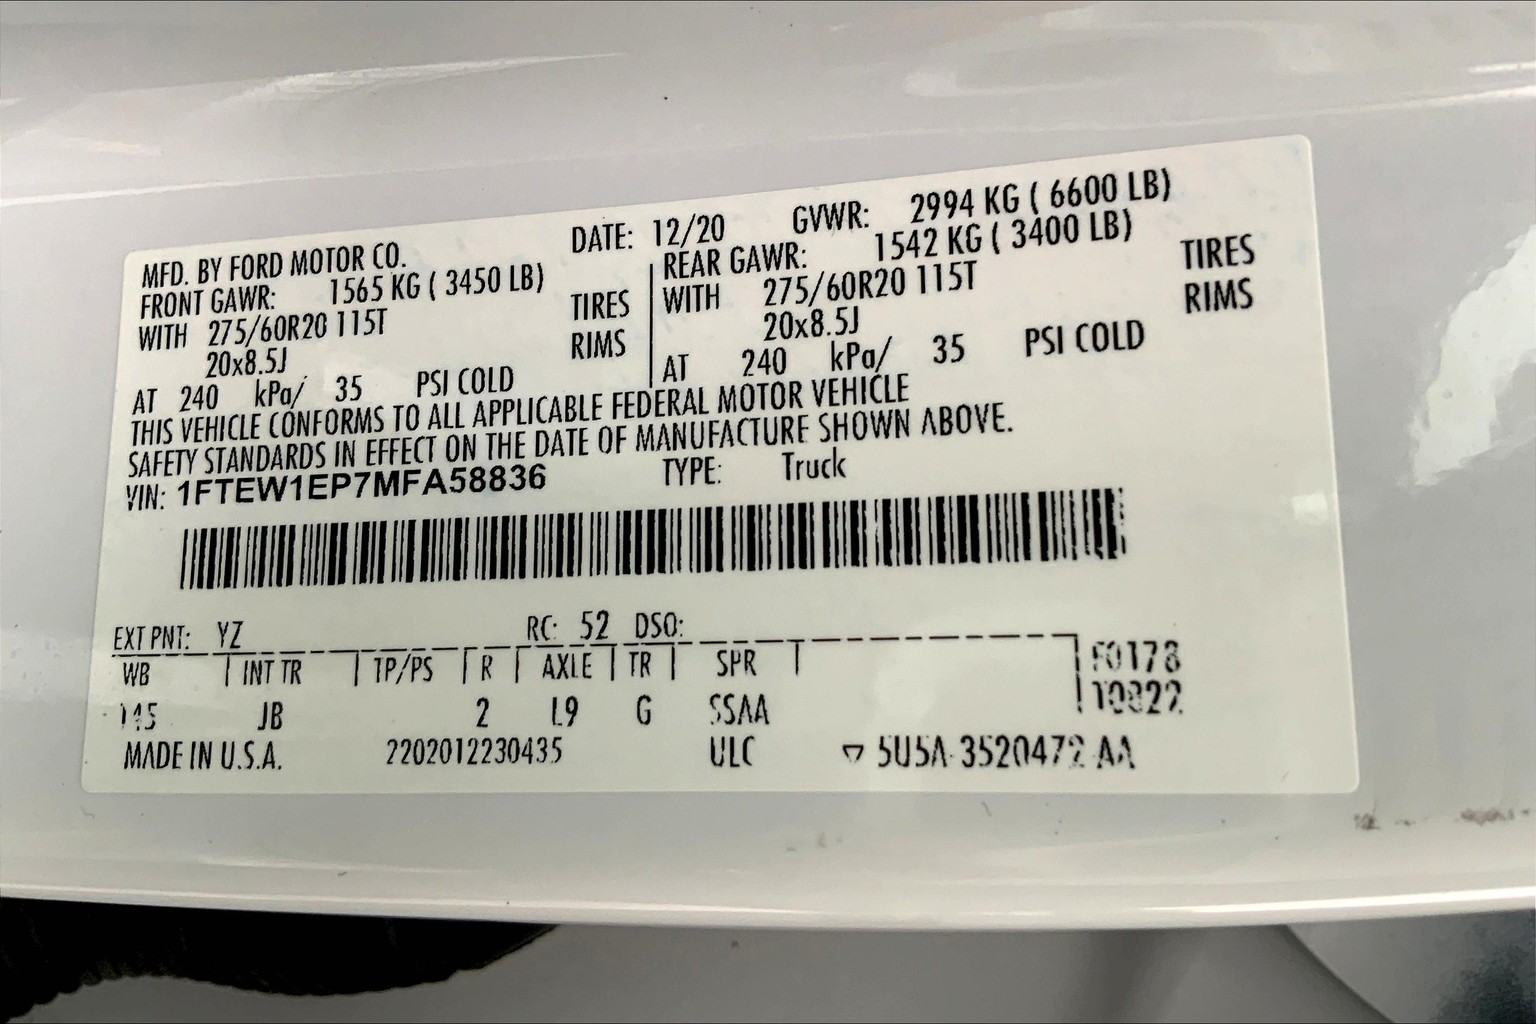 MFD. BY FORD MOTOR CO. DATE: 12/20 GVWR: 2994 KG ( 6600 LB)
FRONT GAWR: 1565 KG ( 3450 LB) REAR GAWR: 1542 KG ( 3400 LB)
WITH 275/60R20 115T TIRES WITH 275/60R20 115T TIRES
20x8.5J RIMS 20x8.5J RIMS
AT 240 kPa/ 35 PSI COLD AT 240 kPa/ 35 PSI COLD
THIS VEHICLE CONFORMS TO ALL APPLICABLE FEDERAL MOTOR VEHICLE
SAFETY STANDARDS IN EFFECT ON THE DATE OF MANUFACTURE SHOWN ABOVE.
VIN: 1FTEW1EP7MFA58836 TYPE: Truck
EXT PNT: YZ RC: 52 DSO:
WB INT TR TP/PS R AXLE TR SPR F0178
145 JB 2 L9 G SSAA T0822
MADE IN U.S.A. 2202012230435 ULC ▽ 5U5A-3520472-AA